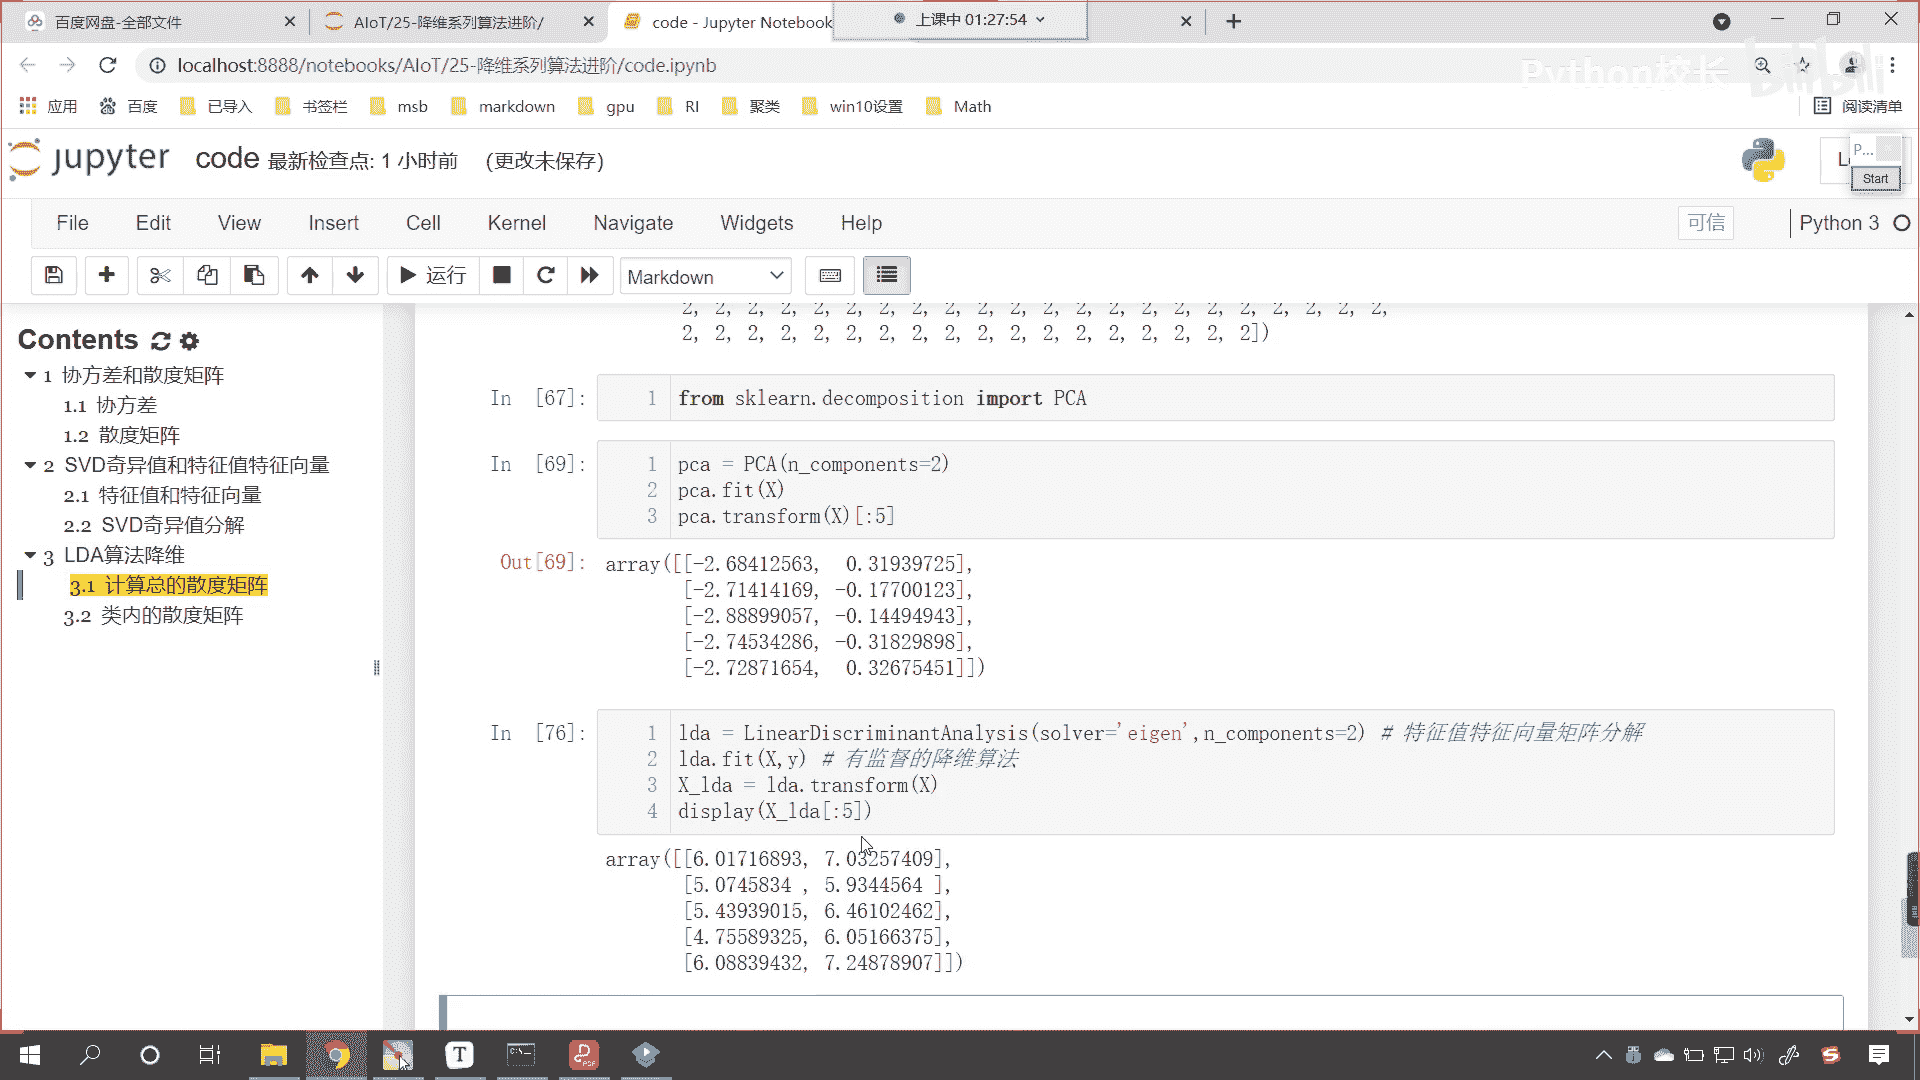 百度网盘-全部文件
AIoT/25-降维系列算法进阶/
code - Jupyter Notebook
上课中 01:27:54
localhost:8888/notebooks/AIoT/25-降维系列算法进阶/code.ipynb
Python校长
bilibili
应用 百度 已导入 书签栏 msb markdown gpu RI 聚类 win10设置 Math 阅读清单
jupyter code 最新检查点: 1 小时前 (更改未保存)
P...
Start
File Edit View Insert Cell Kernel Navigate Widgets Help 可信 Python 3
运行 Markdown
Contents
1 协方差和散度矩阵
1.1 协方差
1.2 散度矩阵
2 SVD奇异值和特征值特征向量
2.1 特征值和特征向量
2.2 SVD奇异值分解
3 LDA算法降维
3.1 计算总的散度矩阵
3.2 类内的散度矩阵
2, 2, 2, 2, 2, 2, 2, 2, 2, 2, 2, 2, 2, 2, 2, 2, 2, 2, 2, 2, 2, 2,
2, 2, 2, 2, 2, 2, 2, 2, 2, 2, 2, 2, 2, 2, 2, 2, 2, 2])
In [67]: 1 from sklearn.decomposition import PCA
In [69]: 1 pca = PCA(n_components=2)
2 pca.fit(X)
3 pca.transform(X)[:5]
Out[69]: array([[-2.68412563, 0.31939725],
[-2.71414169, -0.17700123],
[-2.88899057, -0.14494943],
[-2.74534286, -0.31829898],
[-2.72871654, 0.32675451]])
In [76]: 1 lda = LinearDiscriminantAnalysis(solver='eigen',n_components=2) # 特征值特征向量矩阵分解
2 lda.fit(X,y) # 有监督的降维算法
3 X_lda = lda.transform(X)
4 display(X_lda[:5])
array([[6.01716893, 7.03257409],
[5.0745834 , 5.9344564 ],
[5.43939015, 6.46102462],
[4.75589325, 6.05166375],
[6.08839432, 7.24878907]])